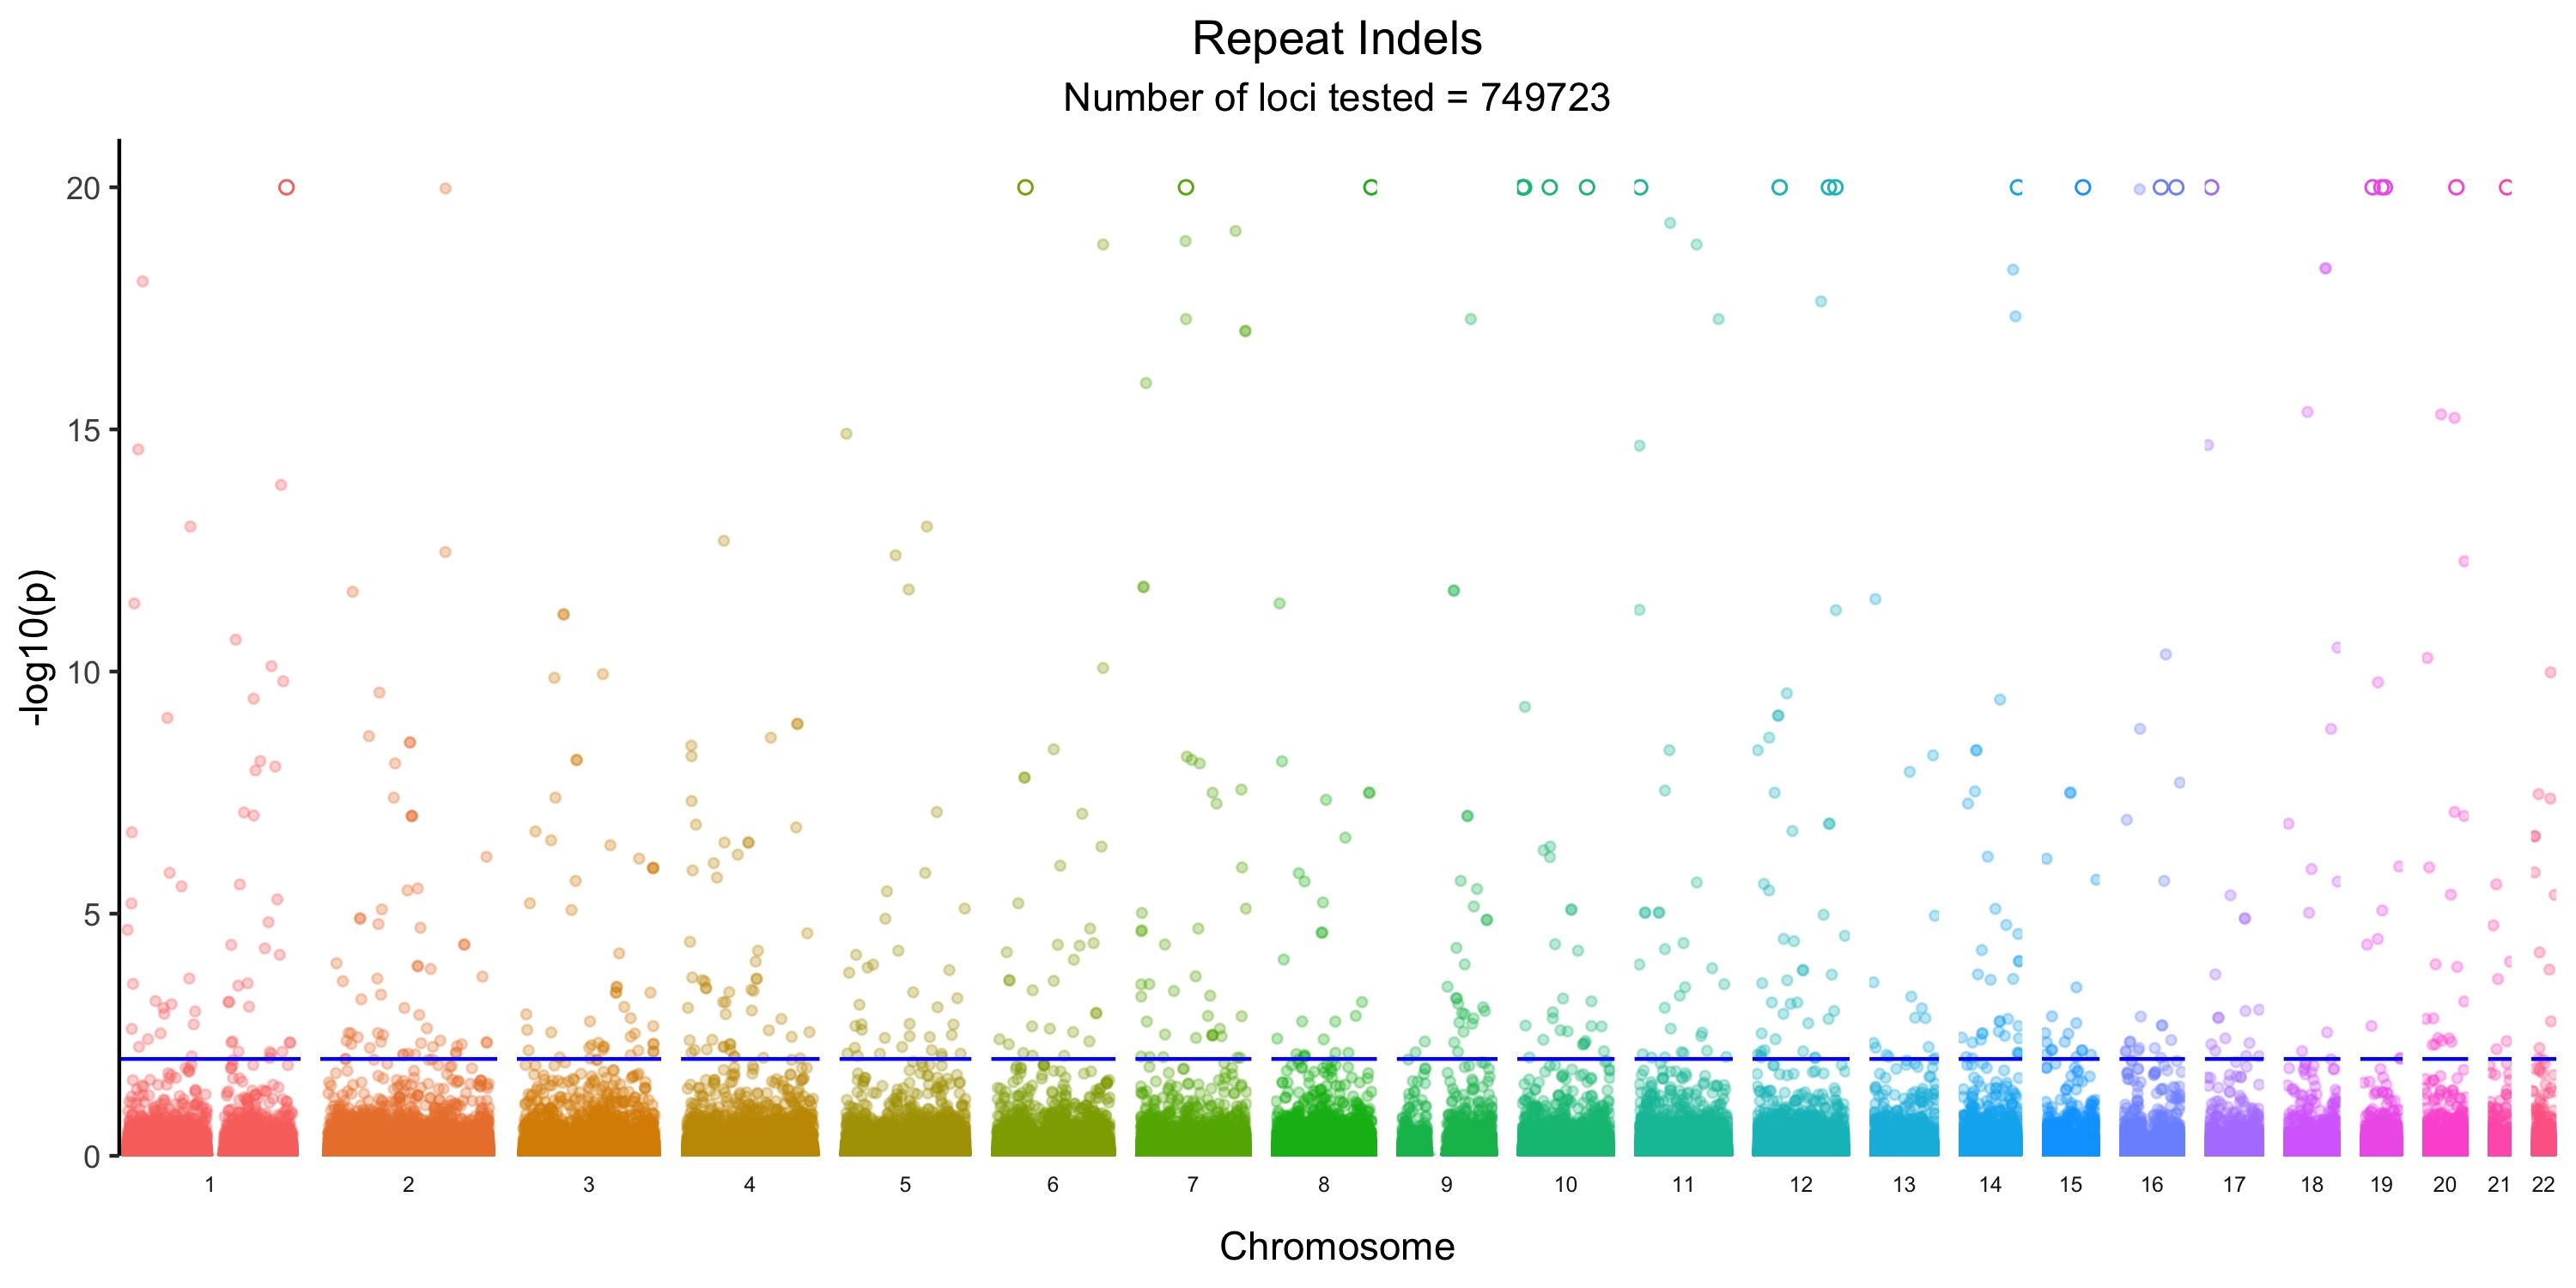 Repeat Indels
Number of loci tested = 749723
20
15
10
5
0
-log10(p)
1 2 3 4 5 6 7 8 9 10 11 12 13 14 15 16 17 18 19 20 21 22
Chromosome